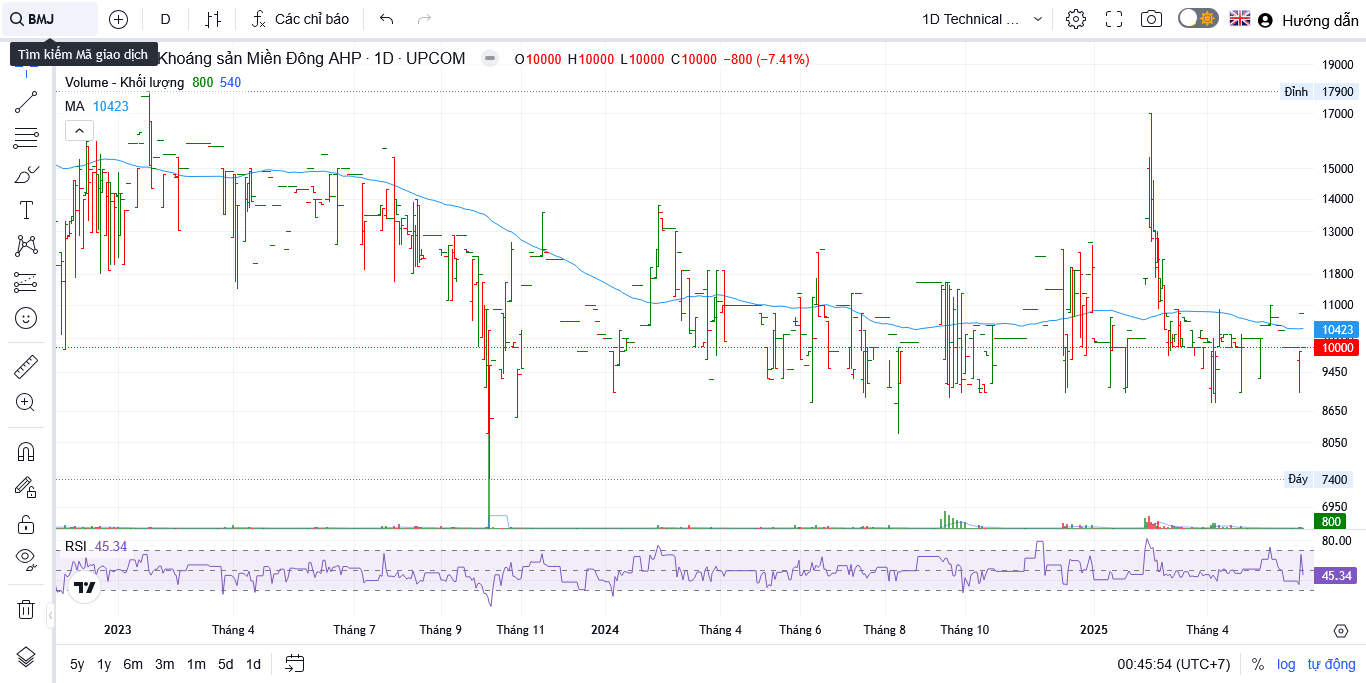 BMJ
D
Các chỉ báo
1D Technical ...
Hướng dẫn
Tìm kiếm Mã giao dịch
Khoáng sản Miền Đông AHP · 1D · UPCOM
O10000 H10000 L10000 C10000 −800 (−7.41%)
Volume - Khối lượng 800 540
MA 10423
19000
Đỉnh 17900
17000
15000
14000
13000
11800
11000
10423
10000
9450
8650
8050
Đáy 7400
6950
800
RSI 45.34
80.00
45.34
2023
Tháng 4
Tháng 7
Tháng 9
Tháng 11
2024
Tháng 4
Tháng 6
Tháng 8
Tháng 10
2025
Tháng 4
5y 1y 6m 3m 1m 5d 1d
00:45:54 (UTC+7)
%
log
tự động